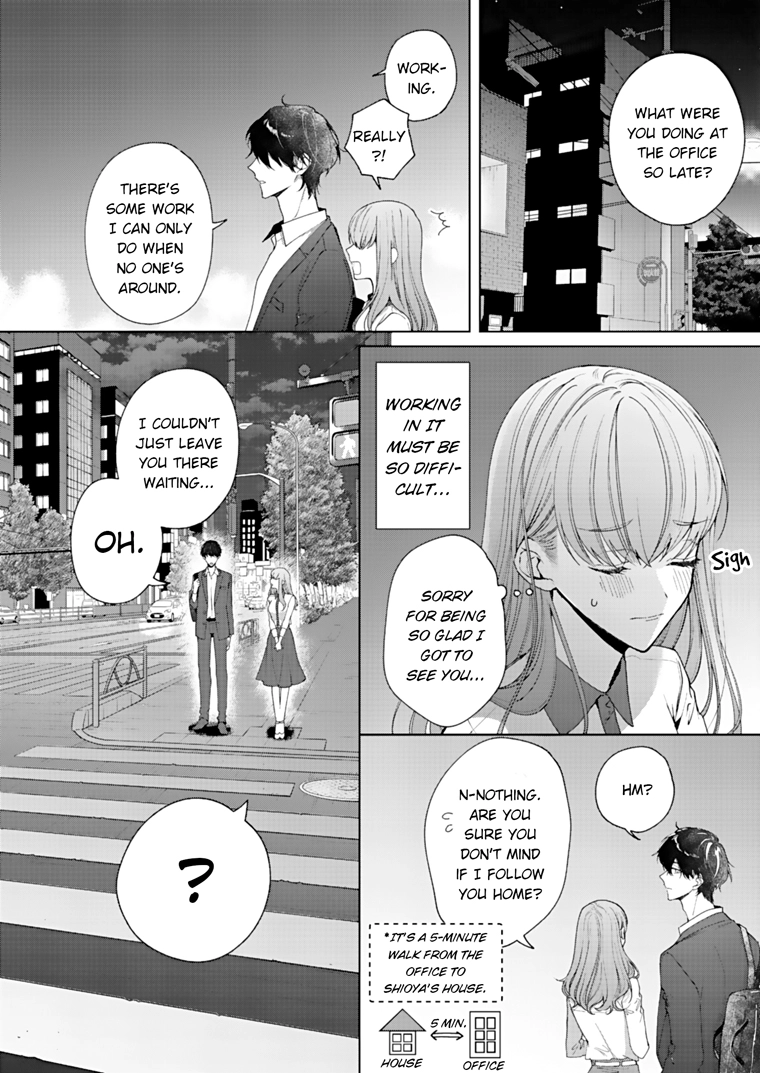 WHAT WERE
YOU DOING AT
THE OFFICE
SO LATE?
WORK-
ING.
REALLY
?!
THERE'S
SOME WORK
I CAN ONLY
DO WHEN
NO ONE'S
AROUND.
WORKING
IN IT
MUST BE
SO DIFFI-
CULT...
Sigh
SORRY
FOR BEING
SO GLAD I
GOT TO
SEE YOU...
I COULDN'T
JUST LEAVE
YOU THERE
WAITING...
OH.
?
HM?
N-NOTHING.
ARE YOU
SURE YOU
DON'T MIND
IF I FOLLOW
YOU HOME?
*IT'S A 5-MINUTE
WALK FROM THE
OFFICE TO
SHIOYA'S HOUSE.
5 MIN.
HOUSE
OFFICE